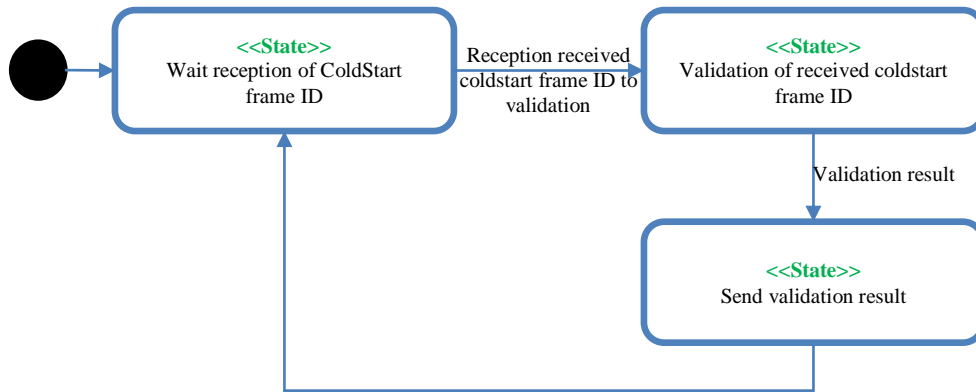 <<State>>
Wait reception of ColdStart
frame ID
Reception received
coldstart frame ID to
validation
<<State>>
Validation of received coldstart
frame ID
Validation result
<<State>>
Send validation result